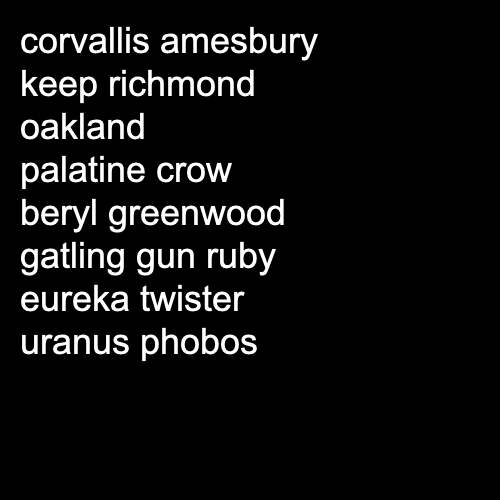 corvallis amesbury
keep richmond
oakland
palatine crow
beryl greenwood
gatling gun ruby
eureka twister
uranus phobos